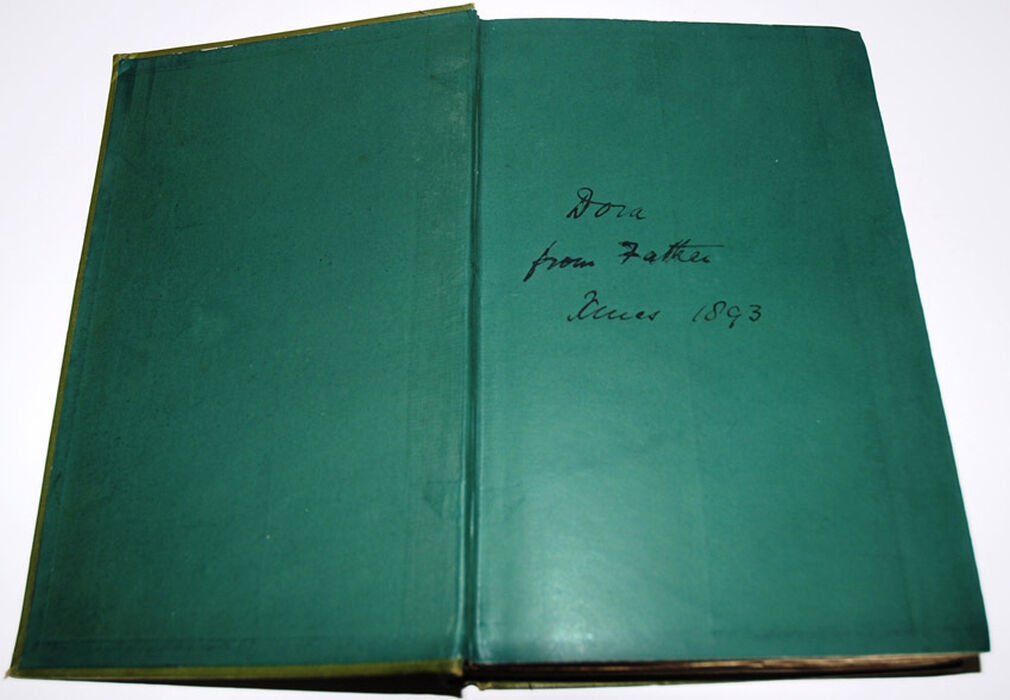 Dora
from Father
Xmas 1893